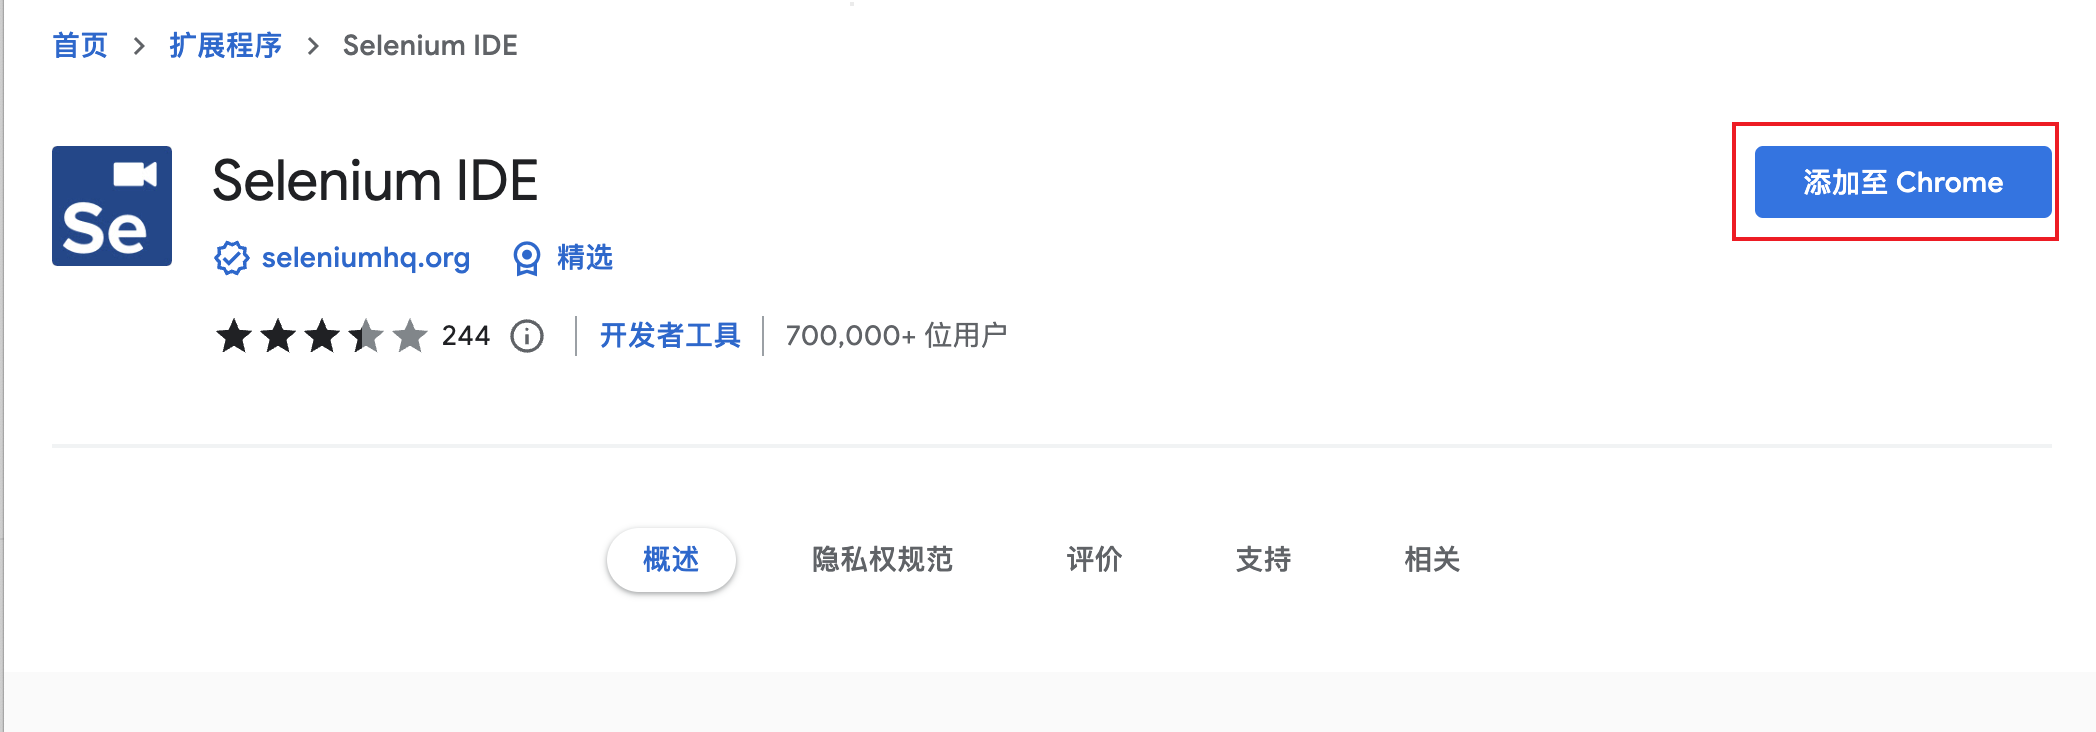 首页 > 扩展程序 > Selenium IDE
Se
Selenium IDE
添加至 Chrome
seleniumhq.org 精选
244 开发者工具 700,000+ 位用户
概述 隐私权规范 评价 支持 相关